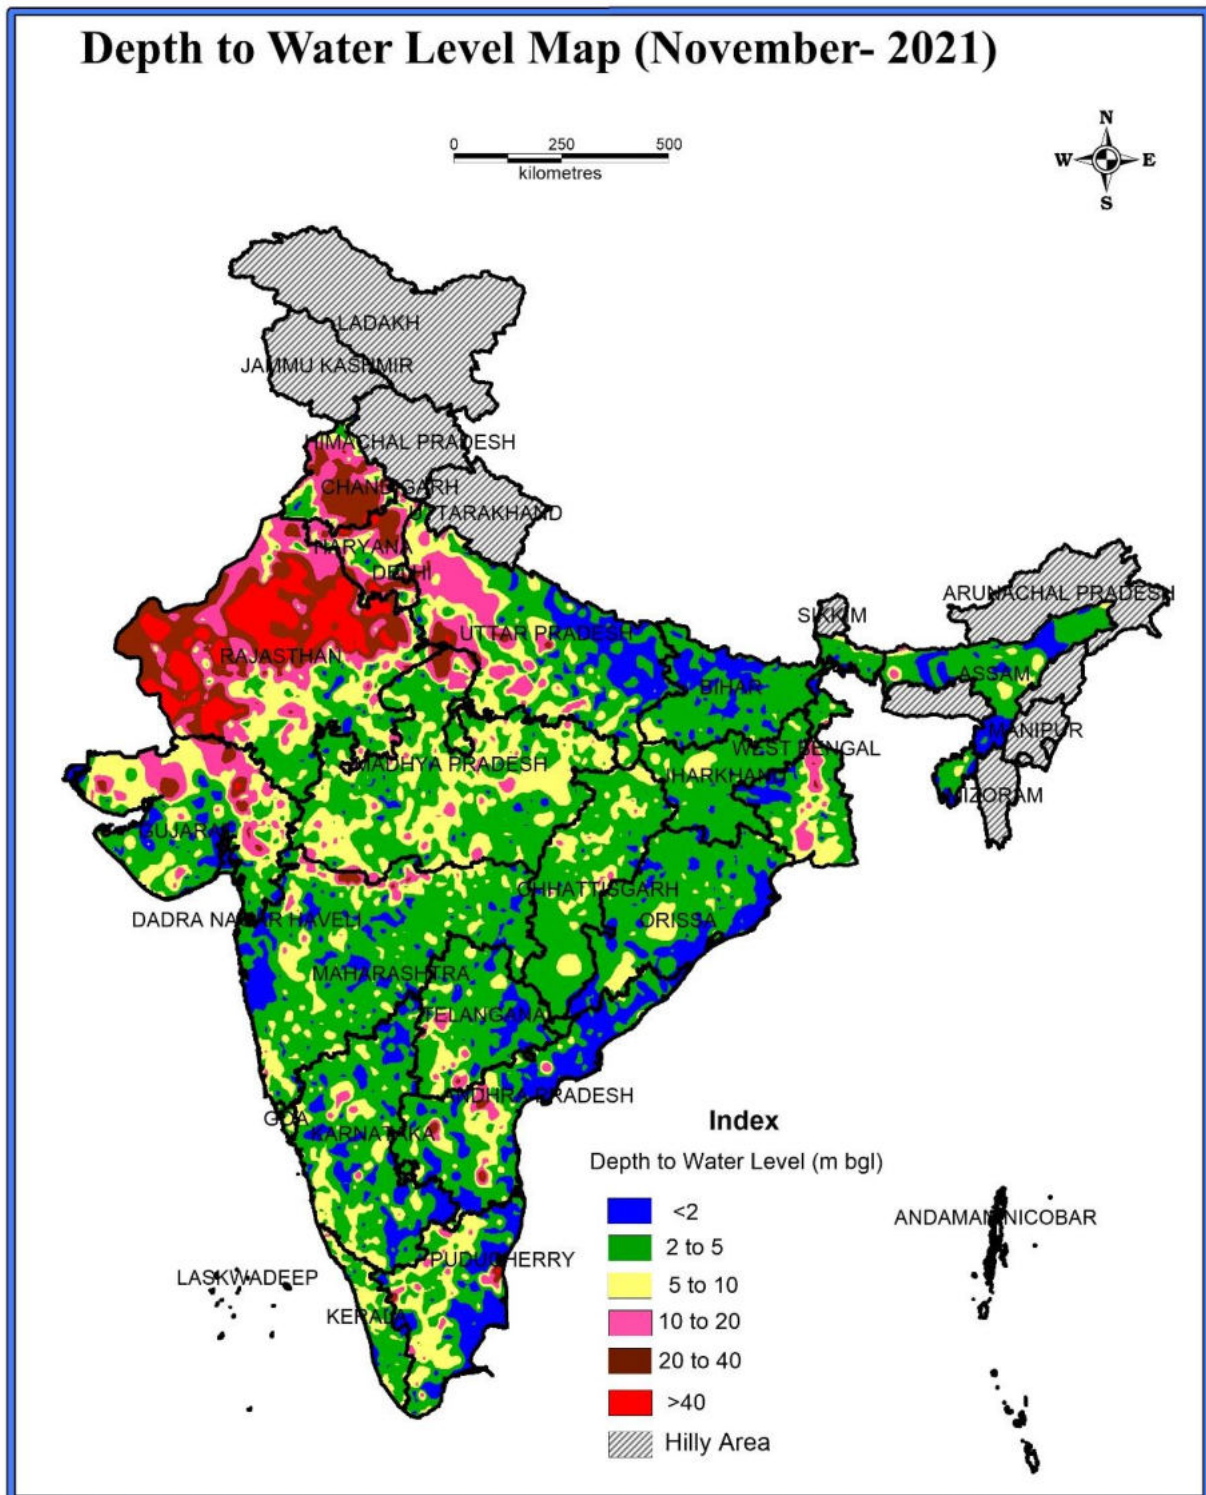 Depth to Water Level Map (November- 2021)
0 250 500
kilometres
N
W E
S
LADAKH
JAMMU KASHMIR
HIMACHAL PRADESH
CHANDIGARH
UTTARAKHAND
NARYANA
DELHI
ARUNACHAL PRADESH
SIKKIM
UTTAR PRADESH
RAJASTHAN
ASSAM
BIHAR
MANIPUR
WEST BENGAL
MADHYA PRADESH
JHARKHAND
MIZORAM
GUJARAT
CHHATTISGARH
DADRA NAGAR HAVELI
ORISSA
MAHARASHTRA
TELANGANA
ANDHRA PRADESH
GOA
KARNATAKA
Index
Depth to Water Level (m bgl)
<2
2 to 5
5 to 10
10 to 20
20 to 40
>40
Hilly Area
ANDAMAN NICOBAR
PUDUCHERRY
LASKWADEEP
KERALA